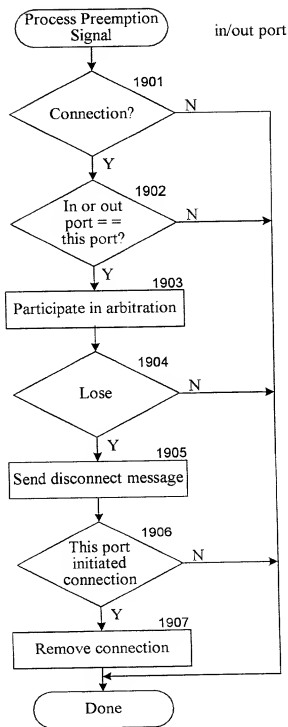 Process Preemption
Signal
in/out port
1901
Connection?
N
Y
1902
In or out
port = =
this port?
N
Y
1903
Participate in arbitration
1904
Lose
N
Y
1905
Send disconnect message
1906
This port
initiated
connection
N
Y
1907
Remove connection
Done